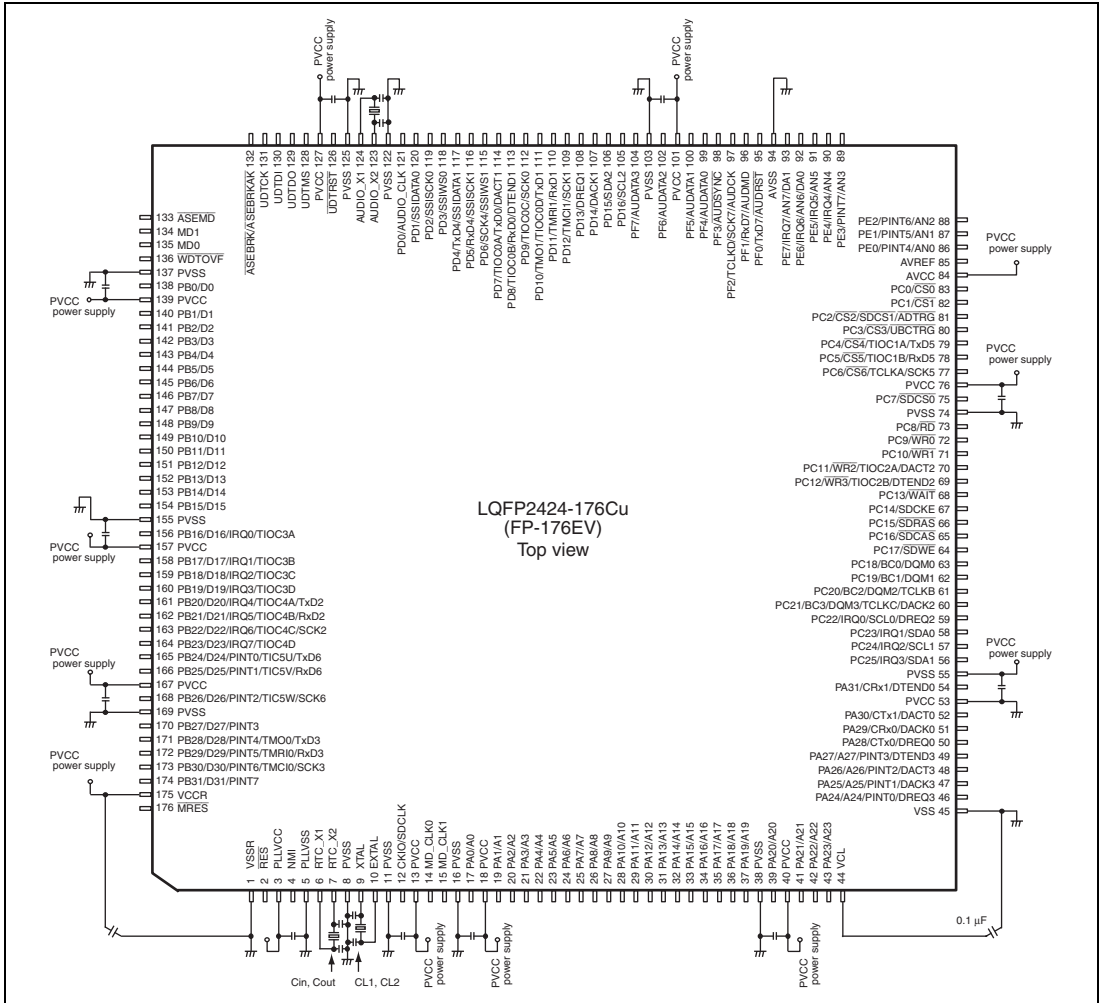 PVCC
power supply
PVCC
power supply
ASEBRK/ASEBRKAK 132
UDTCK 131
UDTDI 130
UDTDO 129
UDTMS 128
PVCC 127
UDTRST 126
PVSS 125
AUDIO_X1 124
AUDIO_X2 123
PVSS 122
PD0/AUDIO_CLK 121
PD1/SSIDATA0 120
PD2/SSISCK0 119
PD3/SSIWS0 118
PD4/TxD4/SSIDATA1 117
PD5/RxD4/SSISCK1 116
PD6/SCK4/SSIWS1 115
PD7/TIOC0A/TxD0/DACT1 114
PD8/TIOC0B/RxD0/DTEND1 113
PD9/TIOC0C/SCK0 112
PD10/TMO1/TIOC0D/TxD1 111
PD11/TMRI1/RxD1 110
PD12/TMCI1/SCK1 109
PD13/DREQ1 108
PD14/DACK1 107
PD15/SDA2 106
PD16/SCL2 105
PF7/AUDATA3 104
PVSS 103
PF6/AUDATA2 102
PVCC 101
PF5/AUDATA1 100
PF4/AUDATA0 99
PF3/AUDSYNC 98
PF2/TCLKD/SCK7/AUDCK 97
PF1/RxD7/AUDMD 96
PF0/TxD7/AUDRST 95
AVSS 94
PE7/IRQ7/AN7/DA1 93
PE6/IRQ6/AN6/DA0 92
PE5/IRQ5/AN5 91
PE4/IRQ4/AN4 90
PE3/PINT7/AN3 89
133 ASEMD
134 MD1
135 MD0
136 WDTOVF
137 PVSS
138 PB0/D0
139 PVCC
PVCC
power supply
140 PB1/D1
141 PB2/D2
142 PB3/D3
143 PB4/D4
144 PB5/D5
145 PB6/D6
146 PB7/D7
147 PB8/D8
148 PB9/D9
149 PB10/D10
150 PB11/D11
151 PB12/D12
152 PB13/D13
153 PB14/D14
154 PB15/D15
155 PVSS
156 PB16/D16/IRQ0/TIOC3A
157 PVCC
PVCC
power supply
158 PB17/D17/IRQ1/TIOC3B
159 PB18/D18/IRQ2/TIOC3C
160 PB19/D19/IRQ3/TIOC3D
161 PB20/D20/IRQ4/TIOC4A/TxD2
162 PB21/D21/IRQ5/TIOC4B/RxD2
163 PB22/D22/IRQ6/TIOC4C/SCK2
164 PB23/D23/IRQ7/TIOC4D
165 PB24/D24/PINT0/TIC5U/TxD6
166 PB25/D25/PINT1/TIC5V/RxD6
PVCC
power supply
167 PVCC
168 PB26/D26/PINT2/TIC5W/SCK6
169 PVSS
170 PB27/D27/PINT3
171 PB28/D28/PINT4/TMO0/TxD3
172 PB29/D29/PINT5/TMRI0/RxD3
173 PB30/D30/PINT6/TMCI0/SCK3
174 PB31/D31/PINT7
PVCC
power supply
175 VCCR
176 MRES
LQFP2424-176Cu
(FP-176EV)
Top view
PE2/PINT6/AN2 88
PE1/PINT5/AN1 87
PE0/PINT4/AN0 86
AVREF 85
AVCC 84
PVCC
power supply
PC0/CS0 83
PC1/CS1 82
PC2/CS2/SDCS1/ADTRG 81
PC3/CS3/UBCTRG 80
PC4/CS4/TIOC1A/TxD5 79
PC5/CS5/TIOC1B/RxD5 78
PC6/CS6/TCLKA/SCK5 77
PVCC 76
PVCC
power supply
PC7/SDCS0 75
PVSS 74
PC8/RD 73
PC9/WR0 72
PC10/WR1 71
PC11/WR2/TIOC2A/DACT2 70
PC12/WR3/TIOC2B/DTEND2 69
PC13/WAIT 68
PC14/SDCKE 67
PC15/SDRAS 66
PC16/SDCAS 65
PC17/SDWE 64
PC18/BC0/DQM0 63
PC19/BC1/DQM1 62
PC20/BC2/DQM2/TCLKB 61
PC21/BC3/DQM3/TCLKC/DACK2 60
PC22/IRQ0/SCL0/DREQ2 59
PC23/IRQ1/SDA0 58
PC24/IRQ2/SCL1 57
PC25/IRQ3/SDA1 56
PVCC
power supply
PVSS 55
PA31/CRx1/DTEND0 54
PVCC 53
PA30/CTx1/DACT0 52
PA29/CRx0/DACK0 51
PA28/CTx0/DREQ0 50
PA27/A27/PINT3/DTEND3 49
PA26/A26/PINT2/DACT3 48
PA25/A25/PINT1/DACK3 47
PA24/A24/PINT0/DREQ3 46
VSS 45
1 VSSR
2 RES
3 PLLVCC
4 NMI
5 PLLVSS
6 RTC_X1
7 RTC_X2
8 PVSS
9 XTAL
10 EXTAL
11 PVSS
12 CKIO/SDCLK
13 PVCC
14 MD_CLK0
15 MD_CLK1
16 PVSS
17 PA0/A0
18 PVCC
19 PA1/A1
20 PA2/A2
21 PA3/A3
22 PA4/A4
23 PA5/A5
24 PA6/A6
25 PA7/A7
26 PA8/A8
27 PA9/A9
28 PA10/A10
29 PA11/A11
30 PA12/A12
31 PA13/A13
32 PA14/A14
33 PA15/A15
34 PA16/A16
35 PA17/A17
36 PA18/A18
37 PA19/A19
38 PVSS
39 PA20/A20
40 PVCC
41 PA21/A21
42 PA22/A22
43 PA23/A23
44 VCL
0.1 µF
Cin, Cout
CL1, CL2
PVCC
power supply
PVCC
power supply
PVCC
power supply